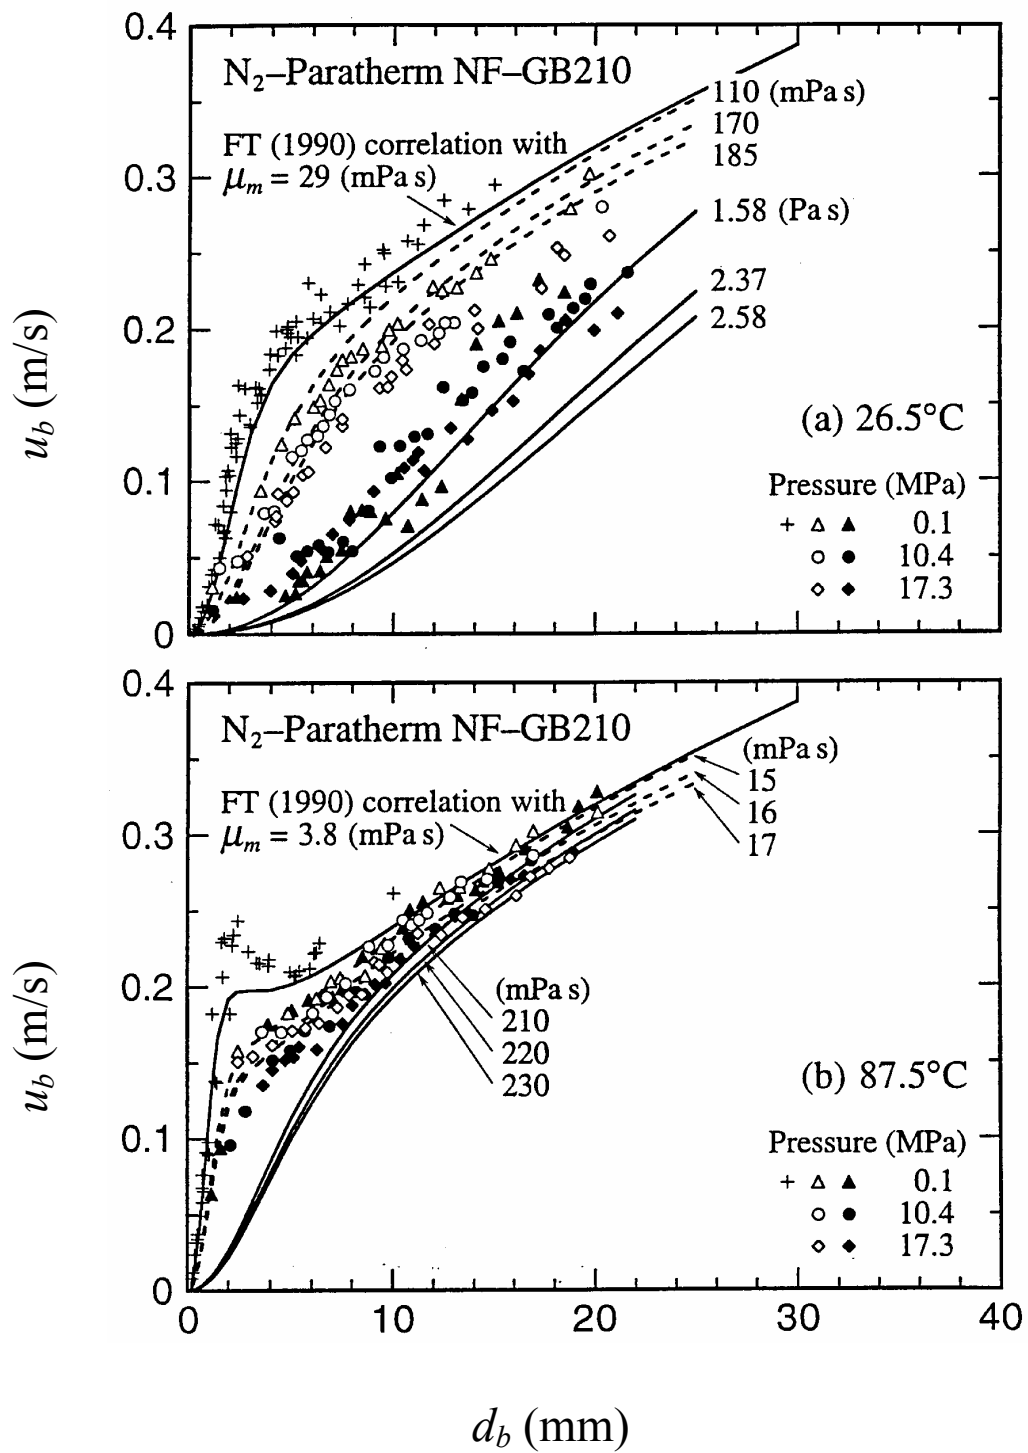 0.4
N₂–Paratherm NF–GB210
110 (mPa s)
FT (1990) correlation with
170
185
0.3
μm = 29 (mPa s)
1.58 (Pa s)
2.37
0.2
2.58
ub (m/s)
(a) 26.5°C
0.1
Pressure (MPa)
0.1
10.4
17.3
0
0.4
N₂–Paratherm NF–GB210
(mPa s)
15
FT (1990) correlation with
16
0.3
μm = 3.8 (mPa s)
17
0.2
(mPa s)
210
220
230
ub (m/s)
(b) 87.5°C
0.1
Pressure (MPa)
0.1
10.4
17.3
0
0 10 20 30 40
db (mm)